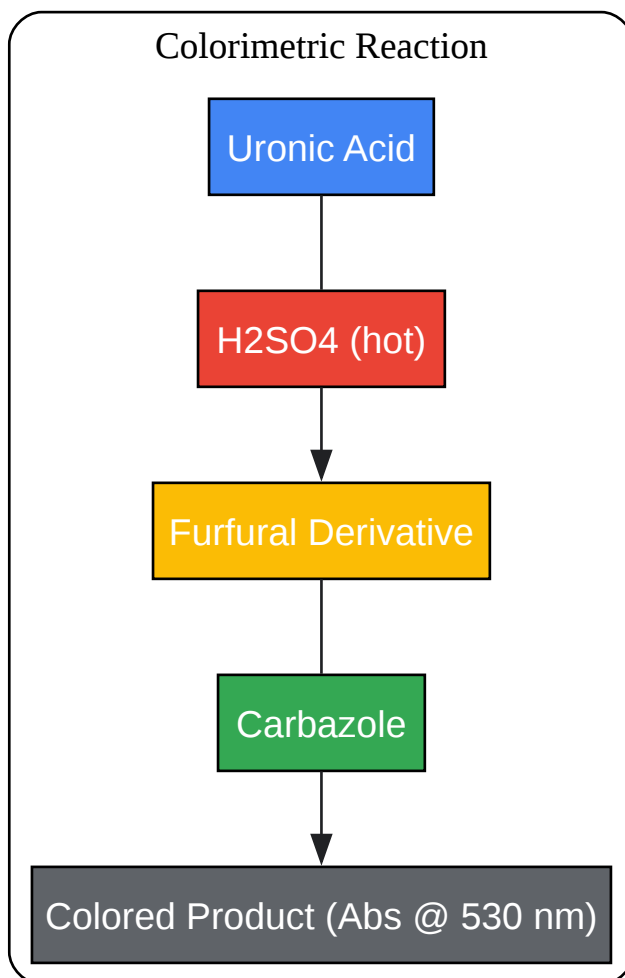 Colorimetric Reaction
Uronic Acid
H2SO4 (hot)
Furfural Derivative
Carbazole
Colored Product (Abs @ 530 nm)